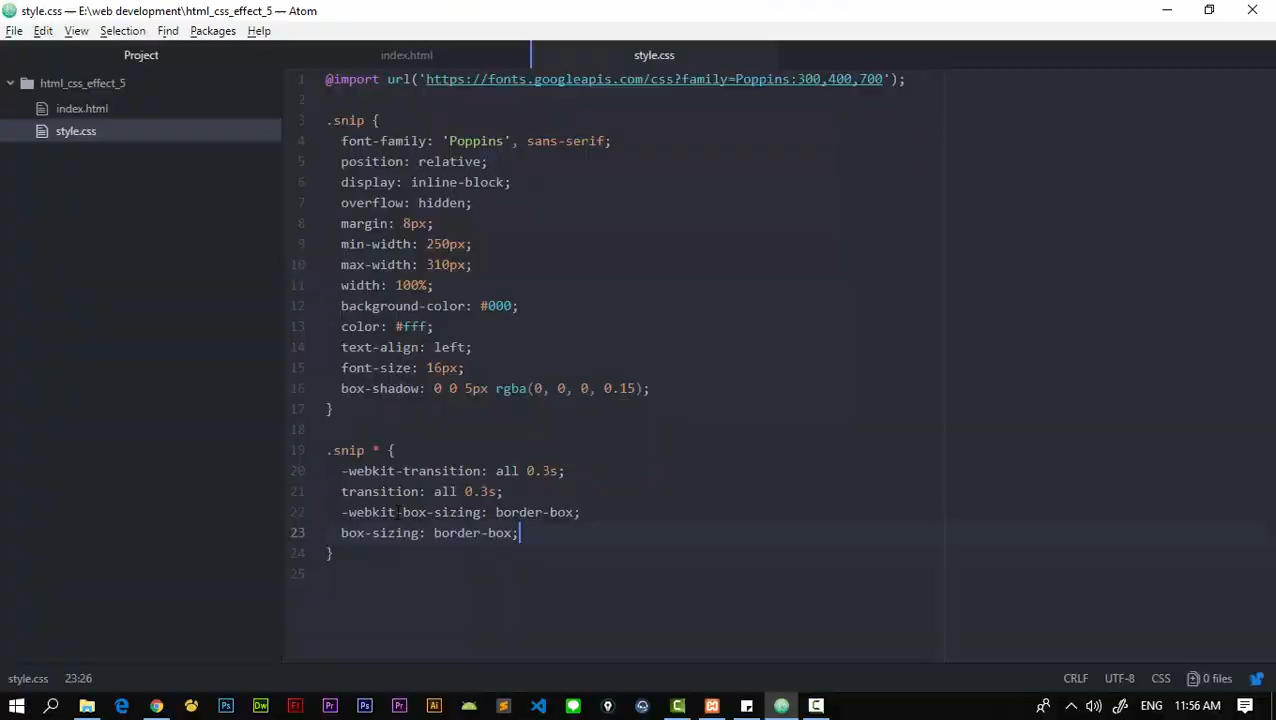 style.css — E:\web development\html_css_effect_5 — Atom
File Edit View Selection Find Packages Help
Project
index.html
style.css
html_css_effect_5
index.html
style.css
1 @import url('https://fonts.googleapis.com/css?family=Poppins:300,400,700');
2
3 .snip {
4 font-family: 'Poppins', sans-serif;
5 position: relative;
6 display: inline-block;
7 overflow: hidden;
8 margin: 8px;
9 min-width: 250px;
10 max-width: 310px;
11 width: 100%;
12 background-color: #000;
13 color: #fff;
14 text-align: left;
15 font-size: 16px;
16 box-shadow: 0 0 5px rgba(0, 0, 0, 0.15);
17 }
18
19 .snip * {
20 -webkit-transition: all 0.3s;
21 transition: all 0.3s;
22 -webkit-box-sizing: border-box;
23 box-sizing: border-box;
24 }
25
style.css 23:26 CRLF UTF-8 CSS 0 files
Ps Dw Fl Pr Ps Pr Ai ENG 11:56 AM